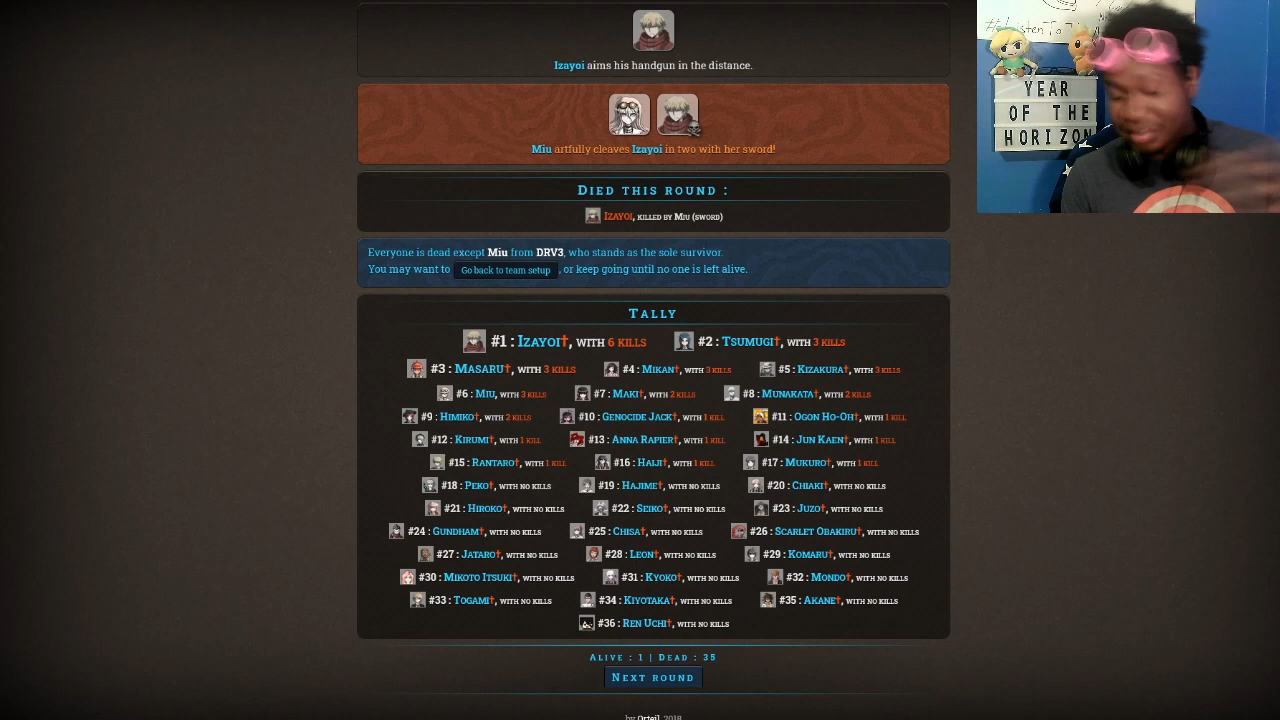 Izayoi aims his handgun in the distance.
Miu artfully cleaves Izayoi in two with her sword!
Died this round :
Izayoi, killed by Miu (sword)
Everyone is dead except Miu from DRV3, who stands as the sole survivor.
You may want to Go back to team setup, or keep going until no one is left alive.
Tally
#1 : Izayoi†, with 6 kills #2 : Tsumugi†, with 3 kills
#3 : Masaru†, with 3 kills #4 : Mikan†, with 3 kills #5 : Kizakura†, with 3 kills
#6 : Miu, with 3 kills #7 : Maki†, with 2 kills #8 : Munakata†, with 2 kills
#9 : Himiko†, with 2 kills #10 : Genocide Jack†, with 1 kill #11 : Ogon Ho-Oh†, with 1 kill
#12 : Kirumi†, with 1 kill #13 : Anna Rapier†, with 1 kill #14 : Jun Kaen†, with 1 kill
#15 : Rantaro†, with 1 kill #16 : Haiji†, with 1 kill #17 : Mukuro†, with 1 kill
#18 : Peko†, with no kills #19 : Hajime†, with no kills #20 : Chiaki†, with no kills
#21 : Hiroko†, with no kills #22 : Seiko†, with no kills #23 : Juzo†, with no kills
#24 : Gundham†, with no kills #25 : Chisa†, with no kills #26 : Scarlet Obakiru†, with no kills
#27 : Jataro†, with no kills #28 : Leon†, with no kills #29 : Komaru†, with no kills
#30 : Mikoto Itsuki†, with no kills #31 : Kyoko†, with no kills #32 : Mondo†, with no kills
#33 : Togami†, with no kills #34 : Kiyotaka†, with no kills #35 : Akane†, with no kills
#36 : Ren Uchi†, with no kills
Alive : 1 | Dead : 35
Next round
by Orteil, 2018
YEAR
OF THE
HORIZON